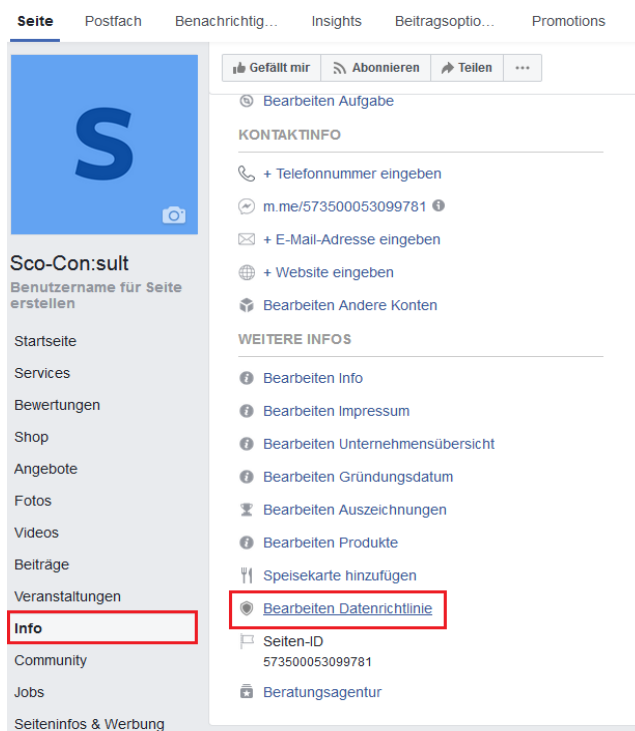 Seite Postfach Benachrichtig... Insights Beitragsoptio... Promotions
Gefällt mir Abonnieren Teilen ...
S
Sco-Con:sult
Benutzername für Seite
erstellen
Startseite
Services
Bewertungen
Shop
Angebote
Fotos
Videos
Beiträge
Veranstaltungen
Info
Community
Jobs
Seiteninfos & Werbung
Bearbeiten Aufgabe
KONTAKTINFO
+ Telefonnummer eingeben
m.me/573500053099781
+ E-Mail-Adresse eingeben
+ Website eingeben
Bearbeiten Andere Konten
WEITERE INFOS
Bearbeiten Info
Bearbeiten Impressum
Bearbeiten Unternehmensübersicht
Bearbeiten Gründungsdatum
Bearbeiten Auszeichnungen
Bearbeiten Produkte
Speisekarte hinzufügen
Bearbeiten Datenrichtlinie
Seiten-ID
573500053099781
Beratungsagentur